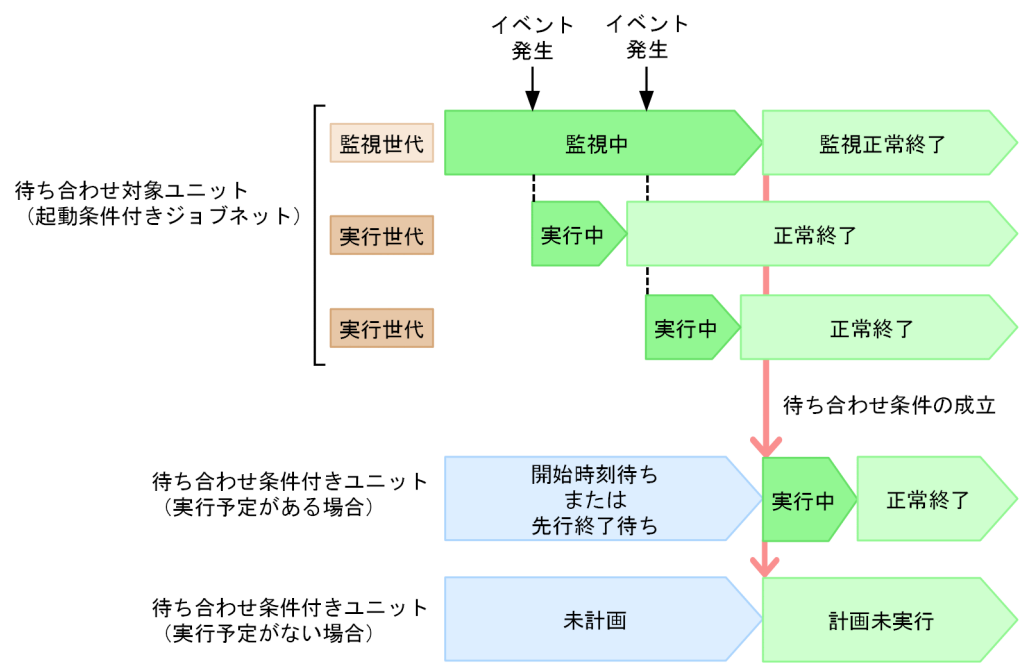 イベント
発生
イベント
発生
待ち合わせ対象ユニット
（起動条件付きジョブネット）
監視世代
監視中
監視正常終了
実行世代
実行中
正常終了
実行世代
実行中
正常終了
待ち合わせ条件の成立
待ち合わせ条件付きユニット
（実行予定がある場合）
開始時刻待ち
または
先行終了待ち
実行中
正常終了
待ち合わせ条件付きユニット
（実行予定がない場合）
未計画
計画未実行